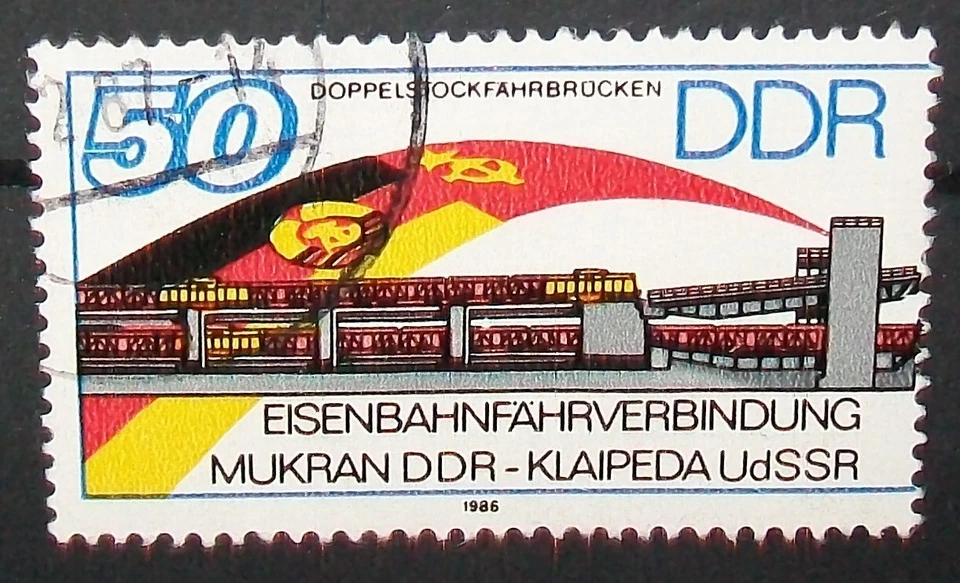 50
DOPPELSTOCKFÄHRBRÜCKEN
DDR
EISENBAHNFÄHRVERBINDUNG
MUKRAN DDR - KLAIPEDA UdSSR
1986